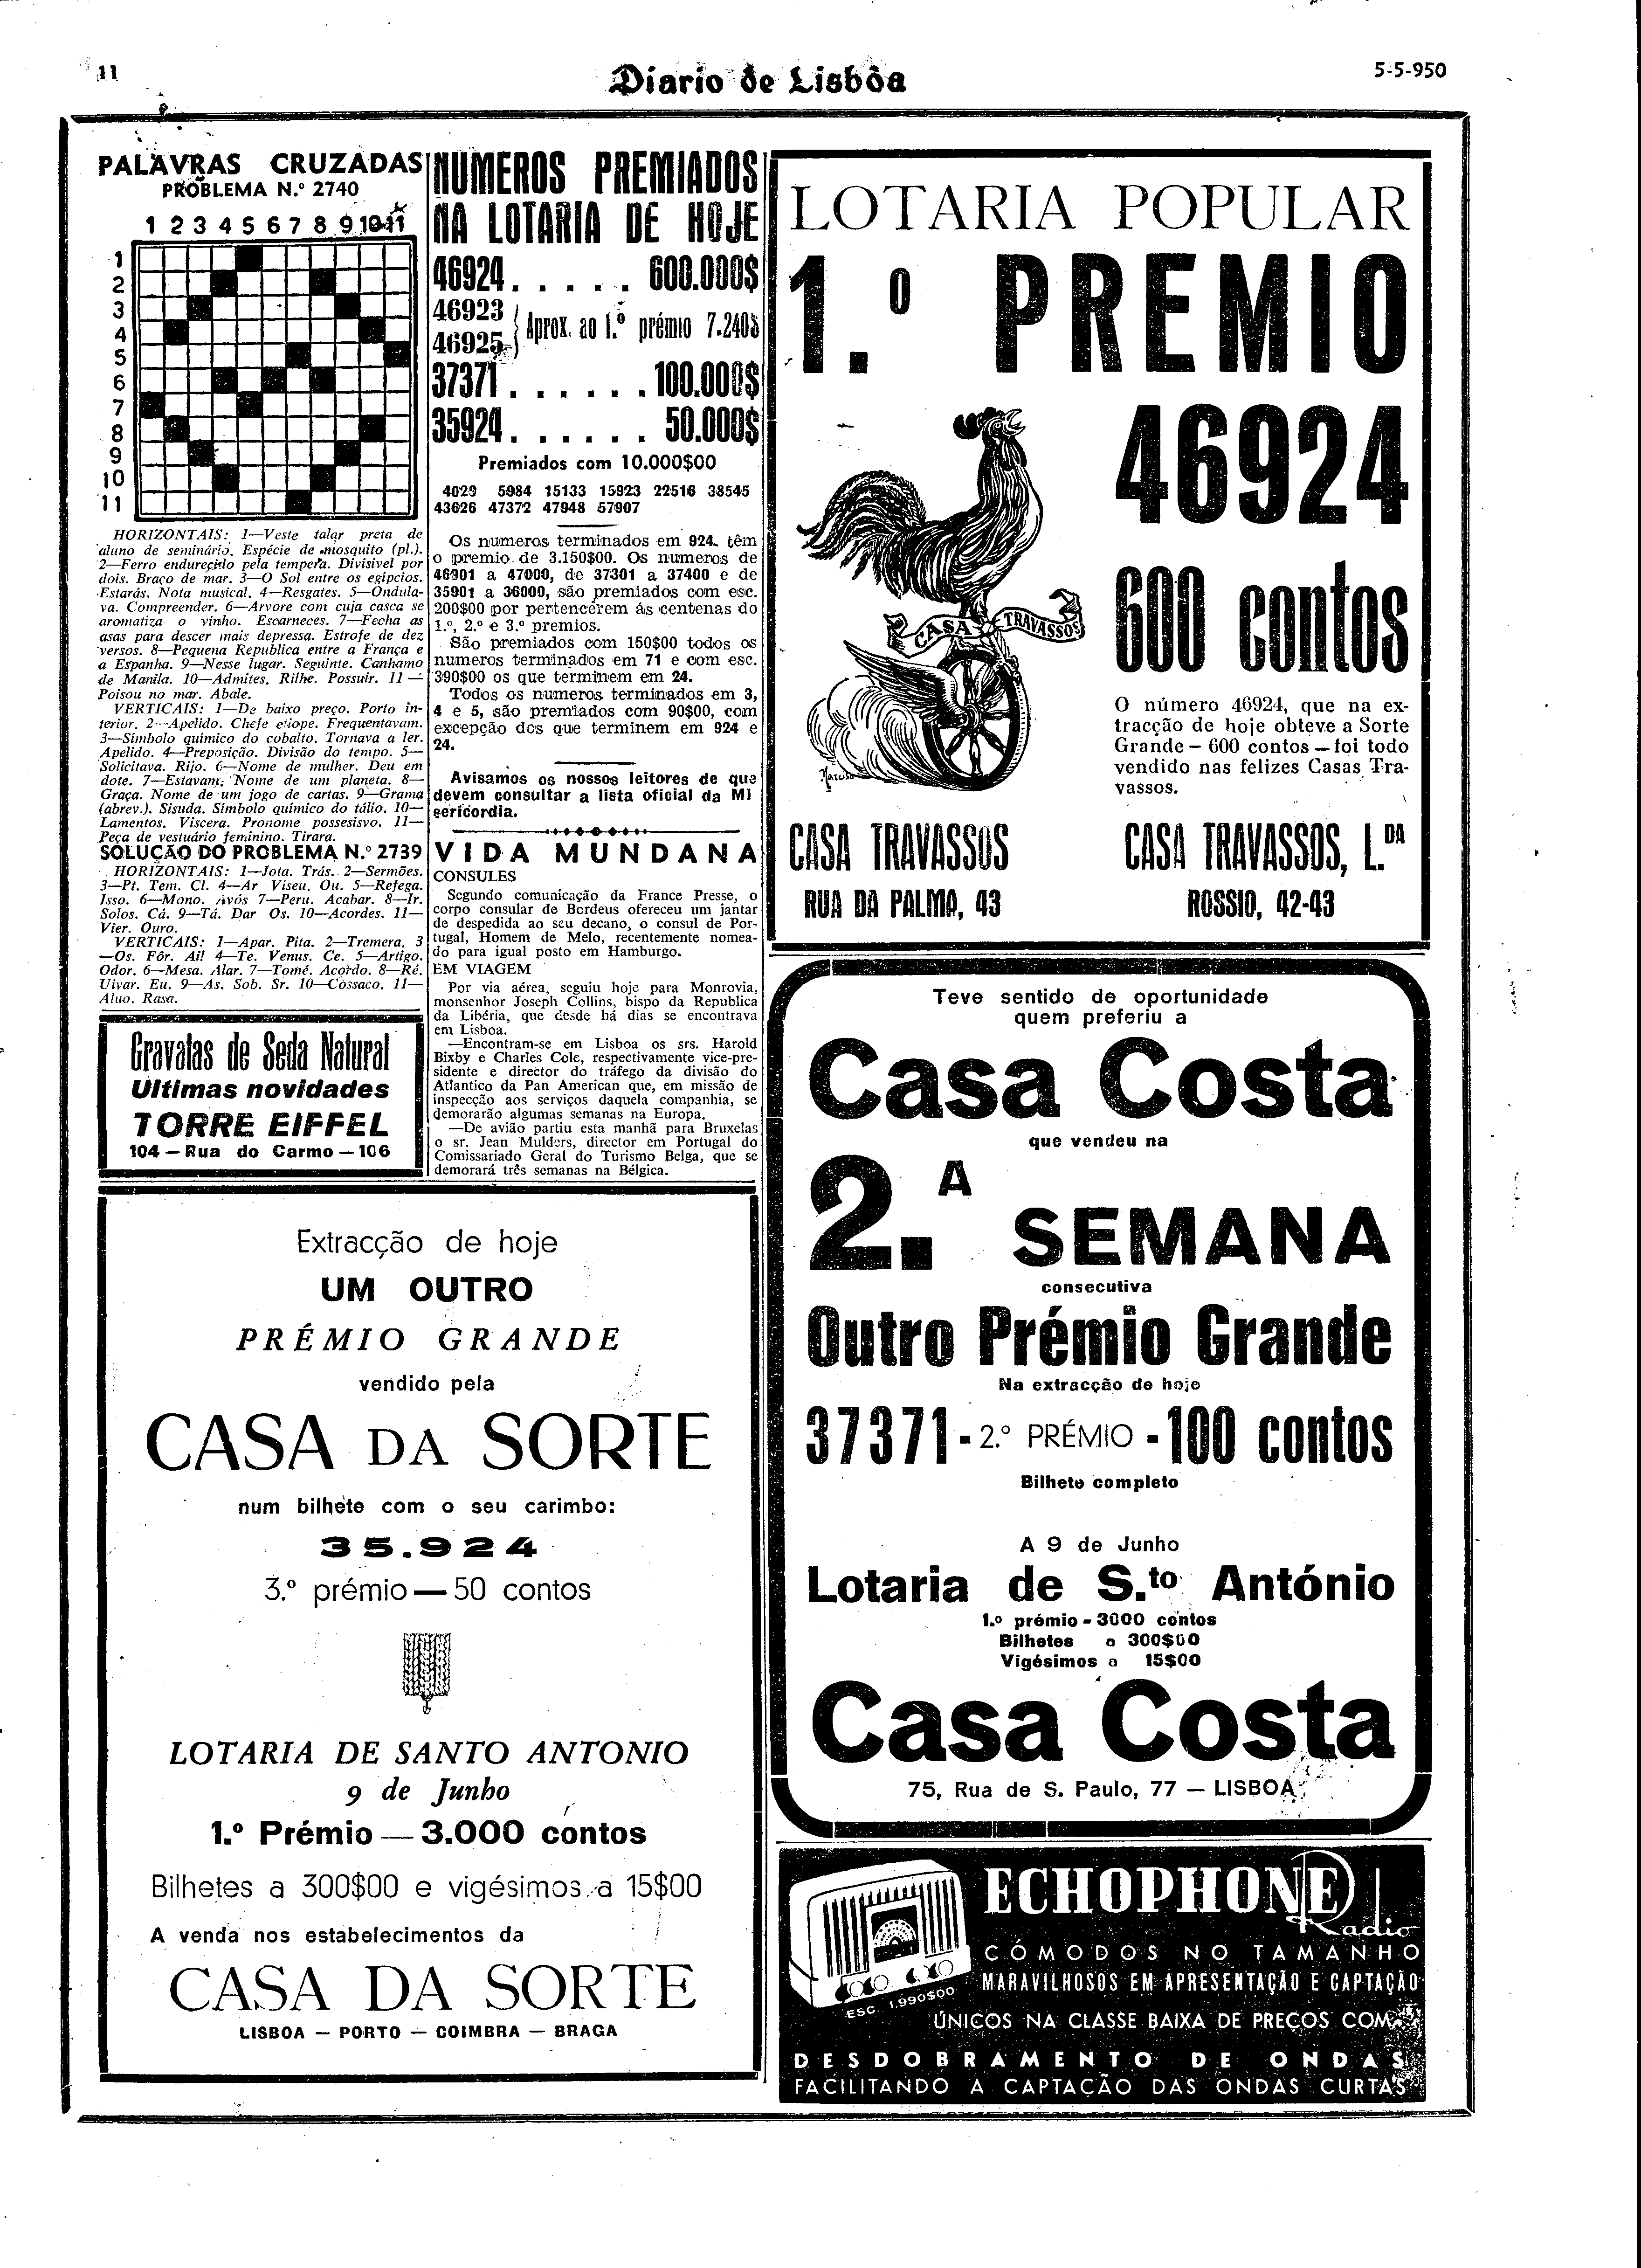 11
Diario de Lisbôa
5-5-950
PALAVRAS CRUZADAS
PROBLEMA N.º 2740
1 2 3 4 5 6 7 8 9 10 11
1
2
3
4
5
6
7
8
9
10
11
HORIZONTAIS: 1—Veste talar preta de
aluno de seminário. Espécie de mosquito (pl.).
2—Ferro endurecido pela tempera. Divisivel por
dois. Braço de mar. 3—O Sol entre os egípcios.
Estarás. Nota musical. 4—Resgates. 5—Ondula-
va. Compreender. 6—Arvore com cuja casca se
aromatiza o vinho. Escarneces. 7—Fecha as
asas para descer mais depressa. Estrofe de dez
versos. 8—Pequena Republica entre a França e
a Espanha. 9—Nesse lugar. Seguinte. Canhamo
de Manila. 10—Admites. Rilhe. Possuir. 11—
Poisou no mar. Abale.
VERTICAIS: 1—De baixo preço. Porto in-
terior. 2—Apelido. Chefe etiope. Frequentavam.
3—Simbolo quimico do cobalto. Tornava a ler.
Apelido. 4—Preposição. Divisão do tempo. 5—
Solicitava. Rijo. 6—Nome de mulher. Deu em
dote. 7—Estavam; Nome de um planeta. 8—
Graça. Nome de um jogo de cartas. 9—Grama
(abrev.). Sisuda. Simbolo químico do tálio. 10—
Lamentos. Viscera. Pronome possesisvo. 11—
Peça de vestuário feminino. Tirara.
SOLUÇÃO DO PROBLEMA N.º 2739
HORIZONTAIS: 1—Jota. Trás. 2—Sermões.
3—Pt. Tem. Cl. 4—Ar Viseu. Ou. 5—Refega.
Isso. 6—Mono. Avós 7—Peru. Acabar. 8—Ir.
Solos. Cá. 9—Tá. Dar Os. 10—Acordes. 11—
Vier. Ouro.
VERTICAIS: 1—Apar. Pita. 2—Tremera. 3
—Os. Fôr. Ai! 4—Te. Venus. Ce. 5—Artigo.
Odor. 6—Mesa. Alar. 7—Tomé. Acordo. 8—Ré.
Uivar. Eu. 9—As. Sob. Sr. 10—Cossaco. 11—
Aluo. Rasa.
Gravatas de Seda Natural
Ultimas novidades
TORRE EIFFEL
104 — Rua do Carmo — 106
NUMEROS PREMIADOS
NA LOTARIA DE HOJE
46924. . . . . . 600.000$
46923
46925 } Aprox. ao 1.º prémio 7.240$
37371 . . . . . . 100.000$
35924. . . . . . 50.000$
Premiados com 10.000$00
4029 5984 15133 15923 22516 38545
43626 47372 47948 57907
Os numeros terminados em 924. têm
o premio de 3.150$00. Os numeros de
46901 a 47000, de 37301 a 37400 e de
35901 a 36000, são premiados com esc.
200$00 por pertencerem ás centenas do
1.º, 2.º e 3.º premios.
São premiados com 150$00 todos os
numeros terminados em 71 e com esc.
390$00 os que terminem em 24.
Todos os numeros terminados em 3,
4 e 5, são premiados com 90$00, com
excepção dos que terminem em 924 e
24.
Avisamos os nossos leitores de que
devem consultar a lista oficial da Mi
sericordia.
VIDA MUNDANA
CONSULES
Segundo comunicação da France Presse, o
corpo consular de Bordeus ofereceu um jantar
de despedida ao seu decano, o consul de Por-
tugal, Homem de Melo, recentemente nomea-
do para igual posto em Hamburgo.
EM VIAGEM
Por via aérea, seguiu hoje para Monrovia,
monsenhor Joseph Collins, bispo da Republica
da Libéria, que desde há dias se encontrava
em Lisboa.
—Encontram-se em Lisboa os srs. Harold
Bixby e Charles Cole, respectivamente vice-pre-
sidente e director do tráfega da divisão do
Atlantico da Pan American que, em missão de
inspecção aos serviços daquela companhia, se
demorarão algumas semanas na Europa.
—De avião partiu esta manhã para Bruxelas
o sr. Jean Mulders, director em Portugal do
Comissariado Geral do Turismo Belga, que se
demorará três semanas na Bélgica.
LOTARIA POPULAR
1.º PREMIO
46924
600 contos
CASA TRAVASSOS
Narciso
O número 46924, que na ex-
tracção de hoje obteve a Sorte
Grande — 600 contos — foi todo
vendido nas felizes Casas Tra-
vassos.
CASA TRAVASSOS
RUA DA PALMA, 43
CASA TRAVASSOS, L.DA
ROSSIO, 42-43
Teve sentido de oportunidade
quem preferiu a
Casa Costa
que vendeu na
2.A SEMANA
consecutiva
Outro Prémio Grande
Na extracção de hoje
37371 - 2.º PRÉMIO - 100 contos
Bilhete completo
A 9 de Junho
Lotaria de S.to António
1.º prémio - 3000 contos
Bilhetes a 300$00
Vigésimos a 15$00
Casa Costa
75, Rua de S. Paulo, 77 — LISBOA
Extracção de hoje
UM OUTRO
PRÉMIO GRANDE
vendido pela
CASA DA SORTE
num bilhete com o seu carimbo:
35.924
3.º prémio — 50 contos
LOTARIA DE SANTO ANTONIO
9 de Junho
1.º Prémio — 3.000 contos
Bilhetes a 300$00 e vigésimos a 15$00
A venda nos estabelecimentos da
CASA DA SORTE
LISBOA — PORTO — COIMBRA — BRAGA
ECHOPHONE
Radio
ESC. 1.990$00
CÓMODOS NO TAMANHO
MARAVILHOSOS EM APRESENTAÇÃO E CAPTAÇÃO
ÚNICOS NA CLASSE BAIXA DE PREÇOS COM
DESDOBRAMENTO DE ONDAS
FACILITANDO A CAPTAÇÃO DAS ONDAS CURTAS